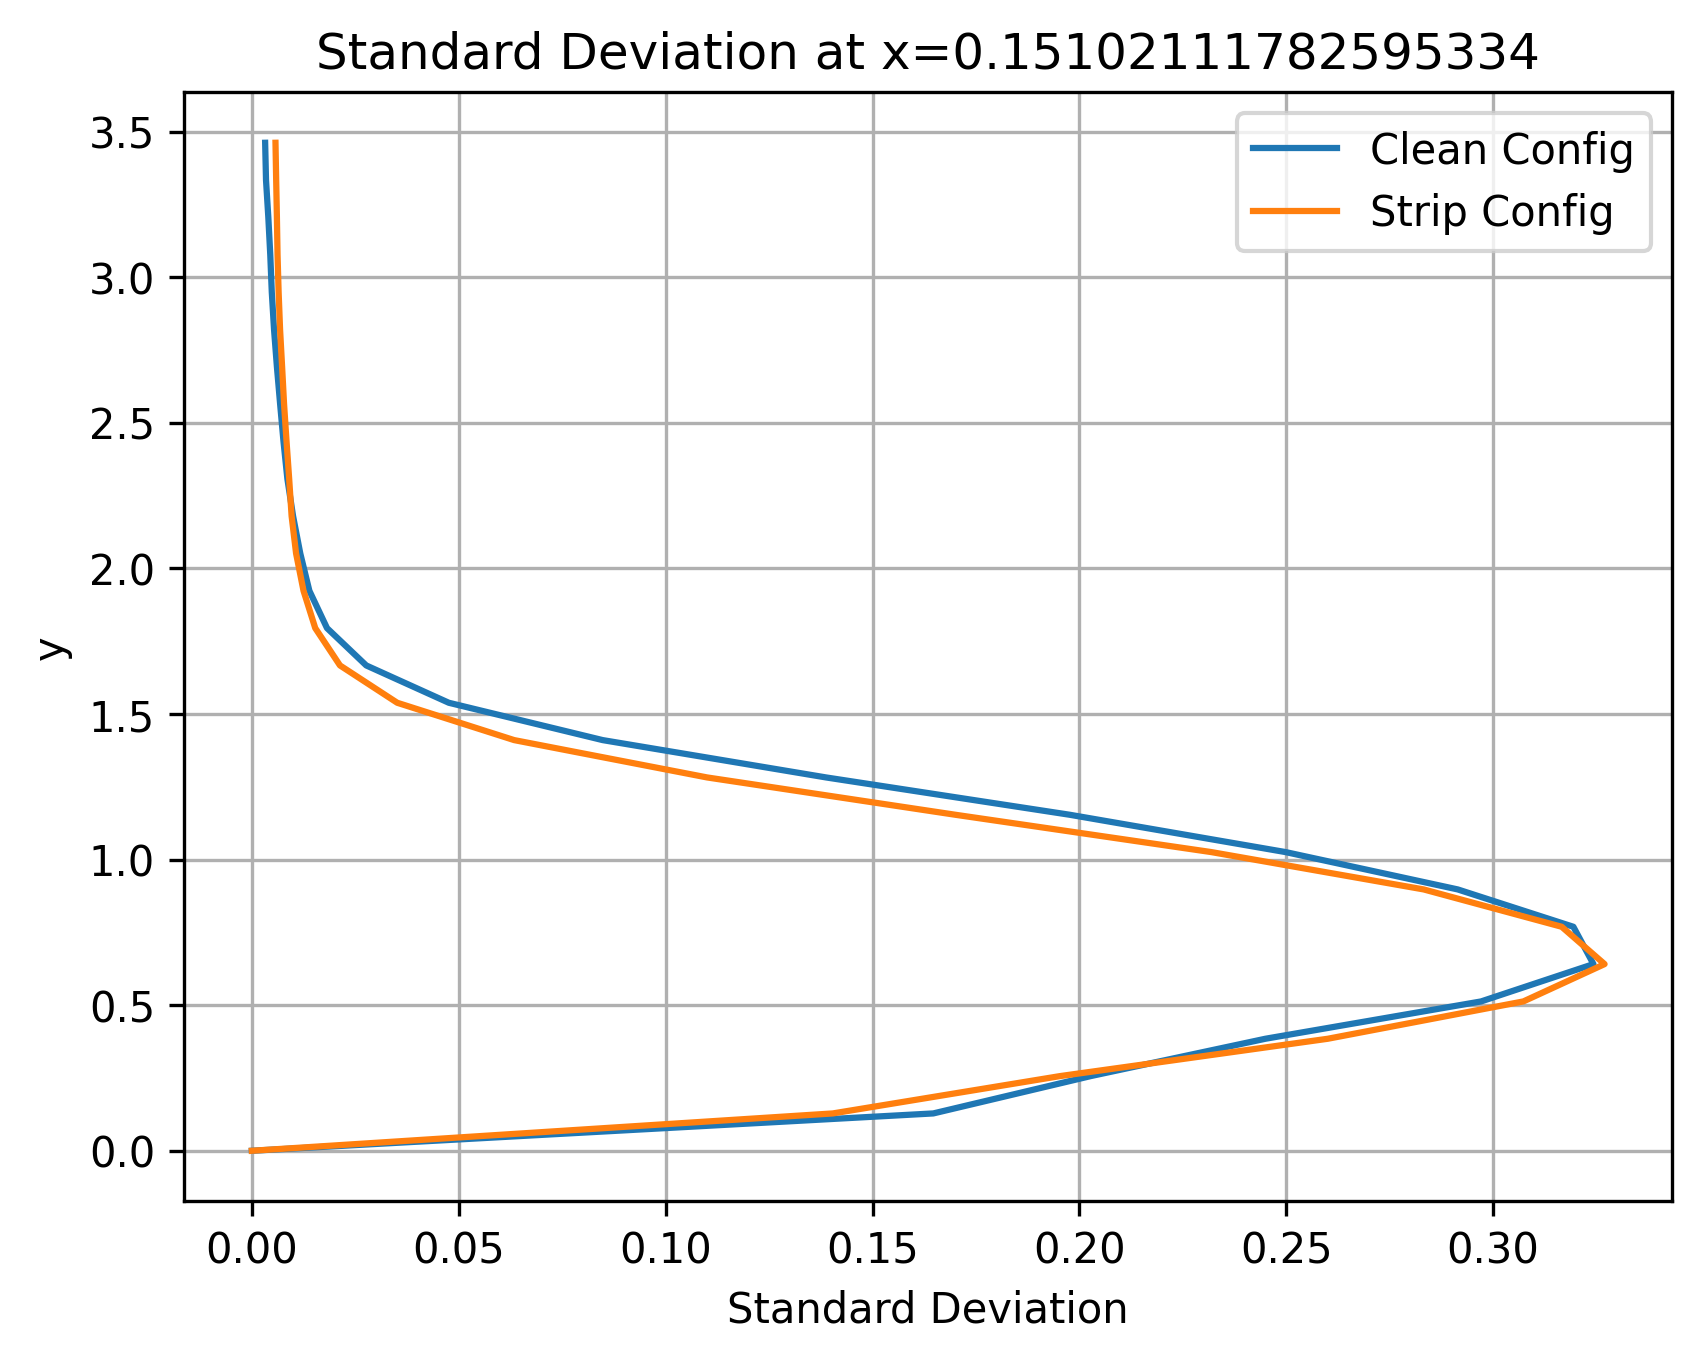 Standard Deviation at x=0.15102111782595334
Clean Config
Strip Config
3.5
3.0
2.5
2.0
1.5
1.0
0.5
0.0
y
0.00 0.05 0.10 0.15 0.20 0.25 0.30
Standard Deviation